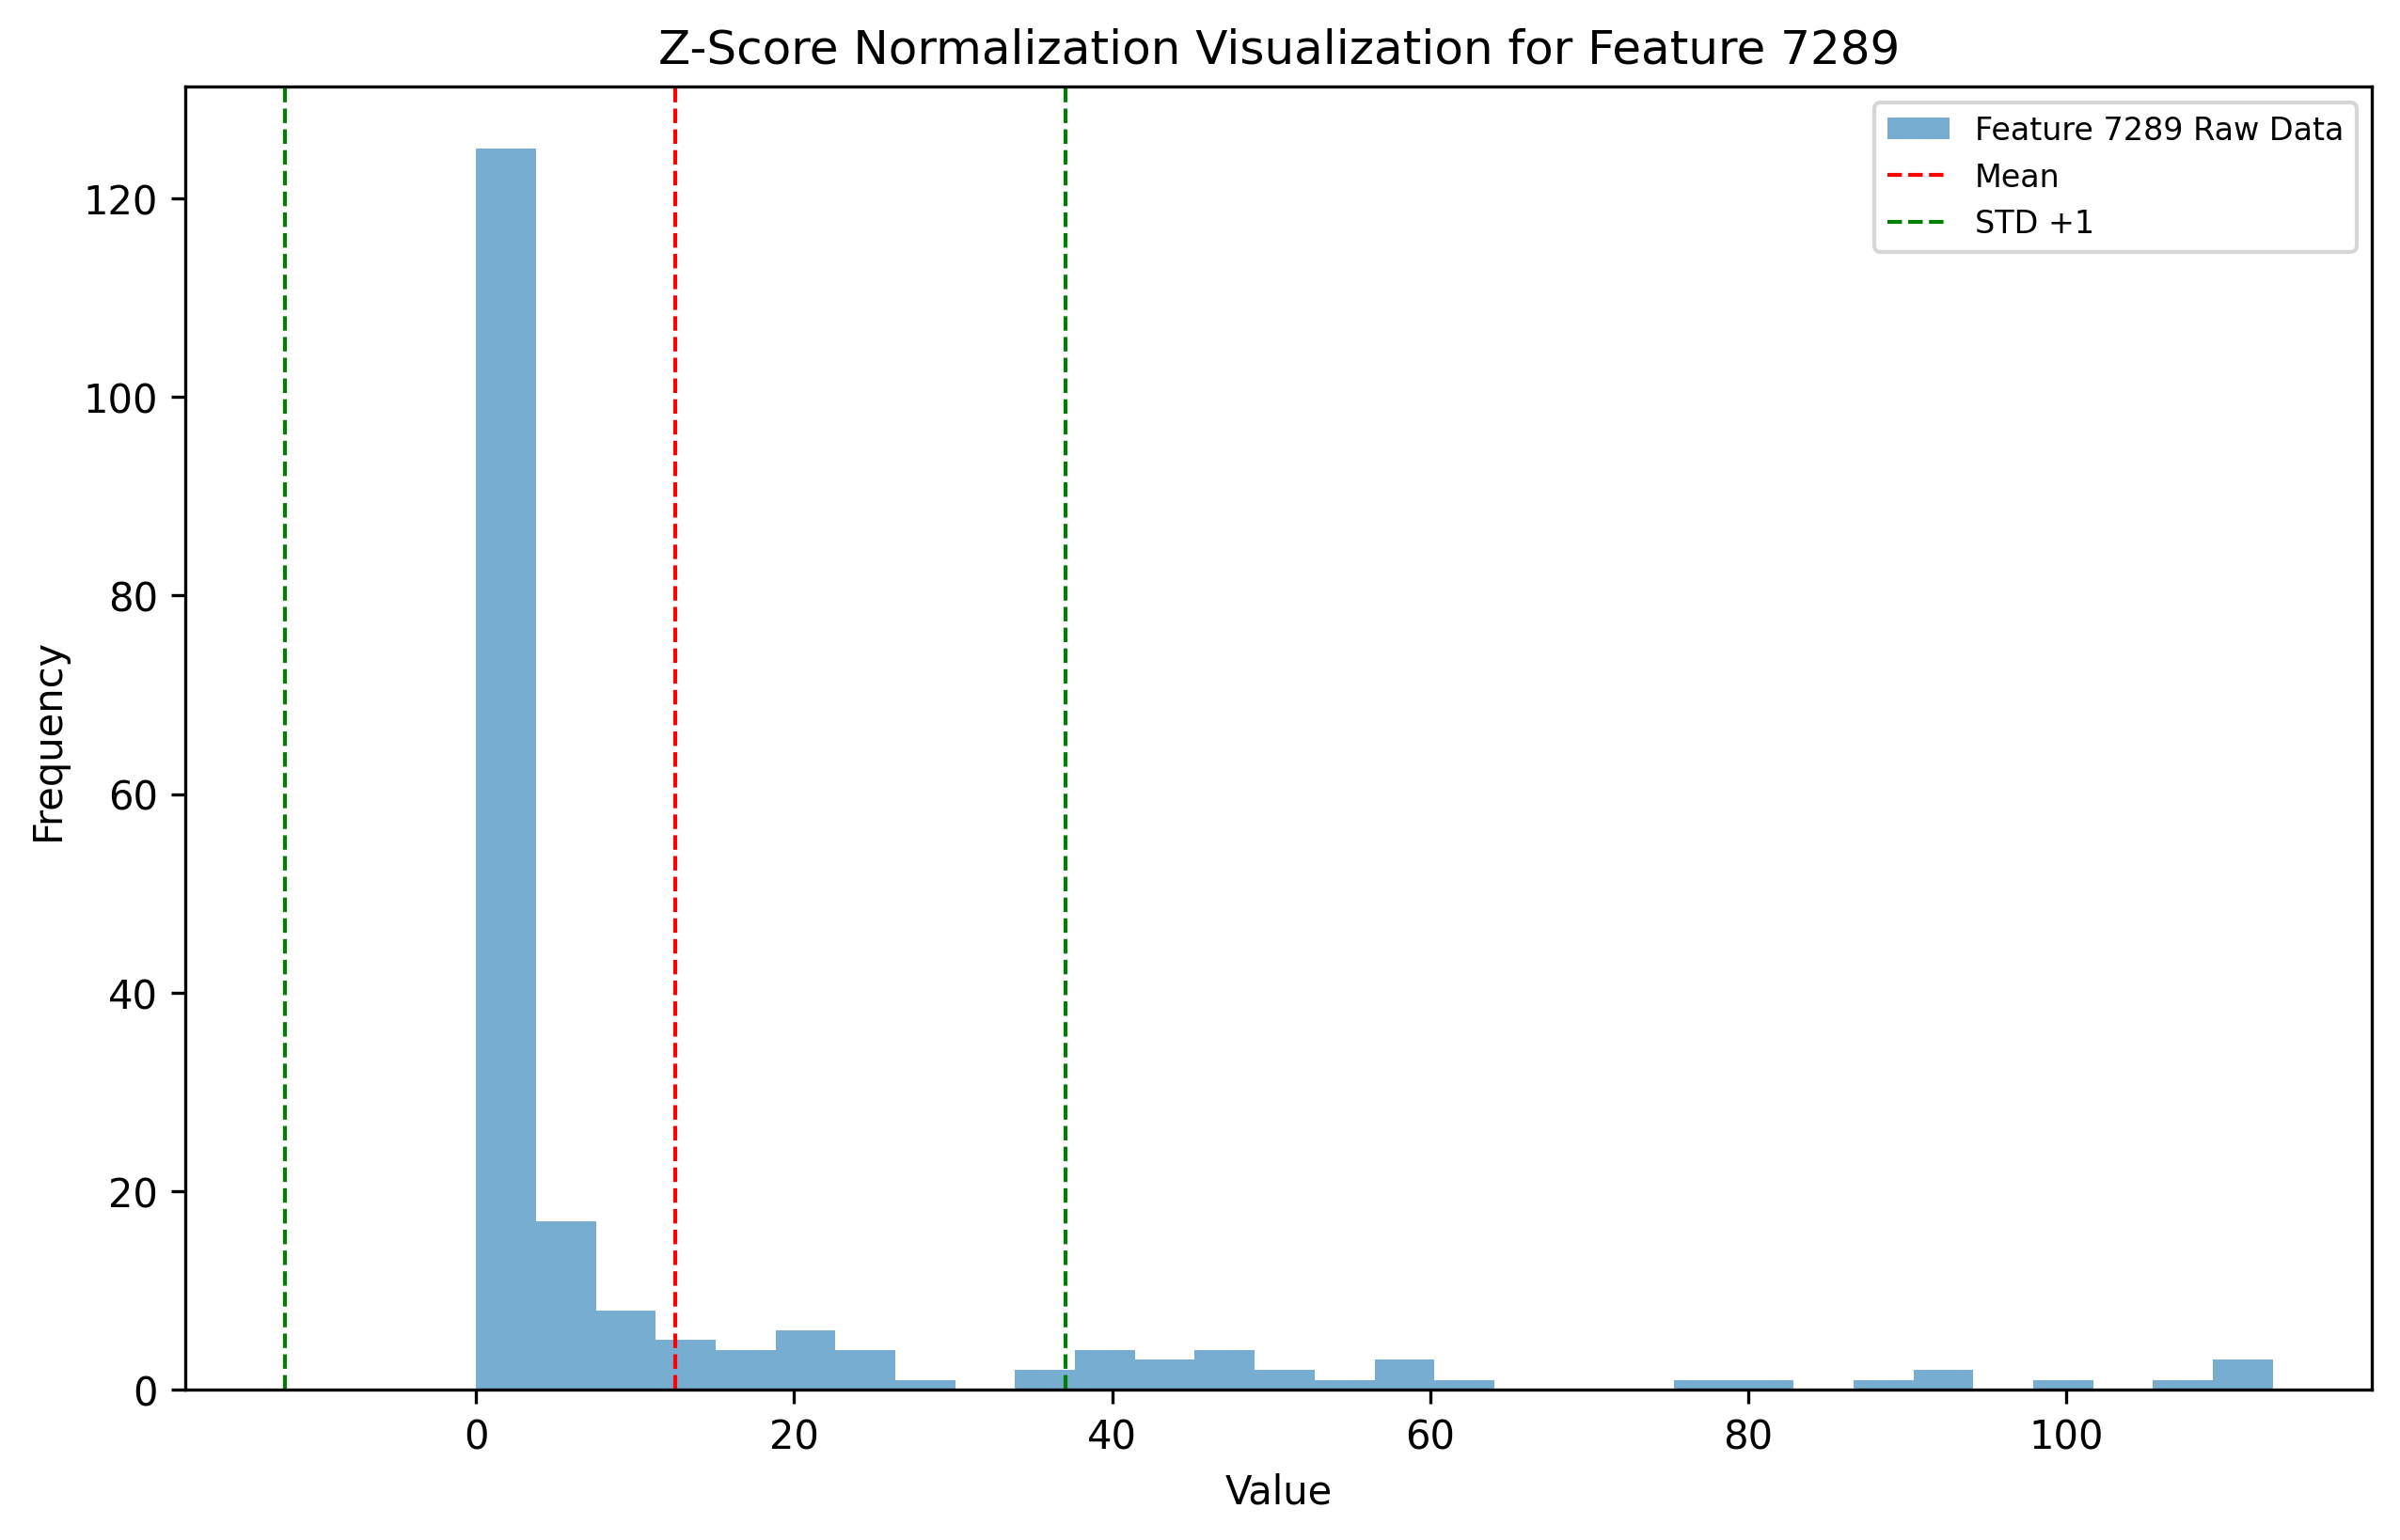 Z-Score Normalization Visualization for Feature 7289
Feature 7289 Raw Data
Mean
STD +1
Frequency
120
100
80
60
40
20
0
0 20 40 60 80 100
Value